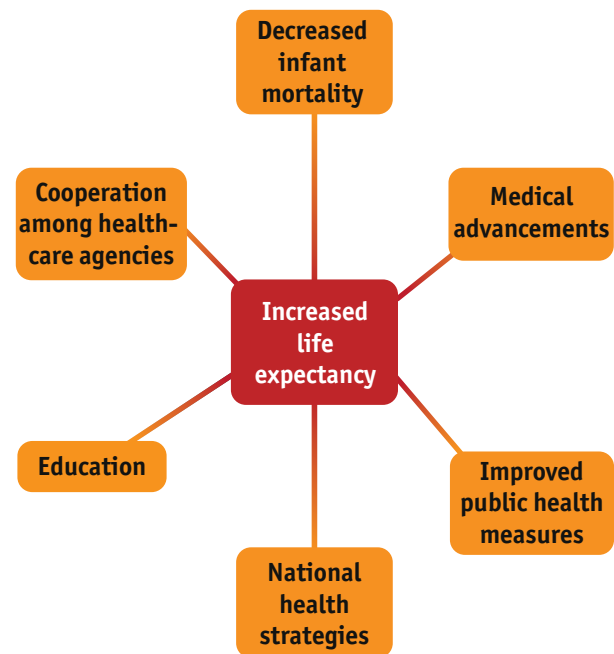 Decreased
infant
mortality
Cooperation
among health-
care agencies
Medical
advancements
Increased
life
expectancy
Education
Improved
public health
measures
National
health
strategies